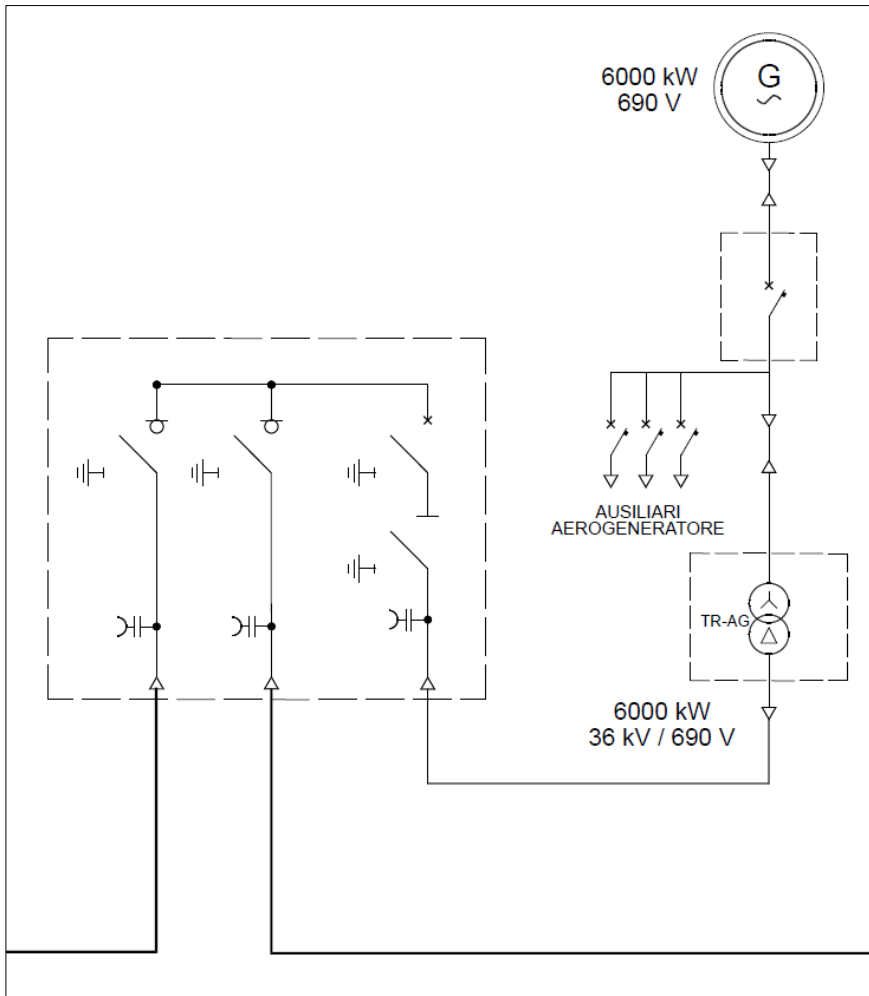 6000 kW
690 V
G
AUSILIARI
AEROGENERATORE
TR-AG
6000 kW
36 kV / 690 V